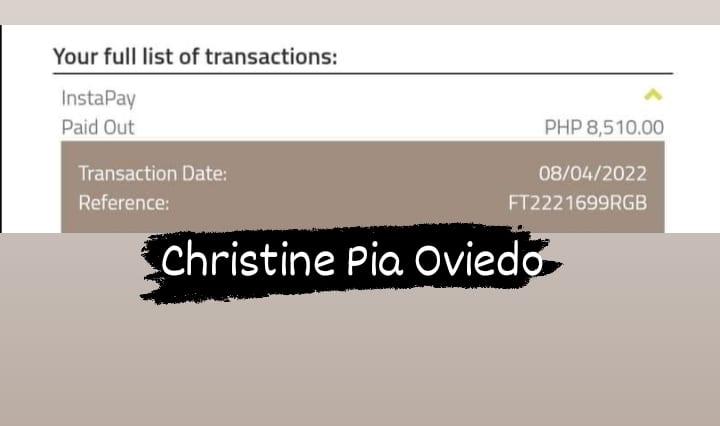 Your full list of transactions:
InstaPay
Paid Out PHP 8,510.00
Transaction Date: 08/04/2022
Reference: FT2221699RGB
Christine Pia Oviedo